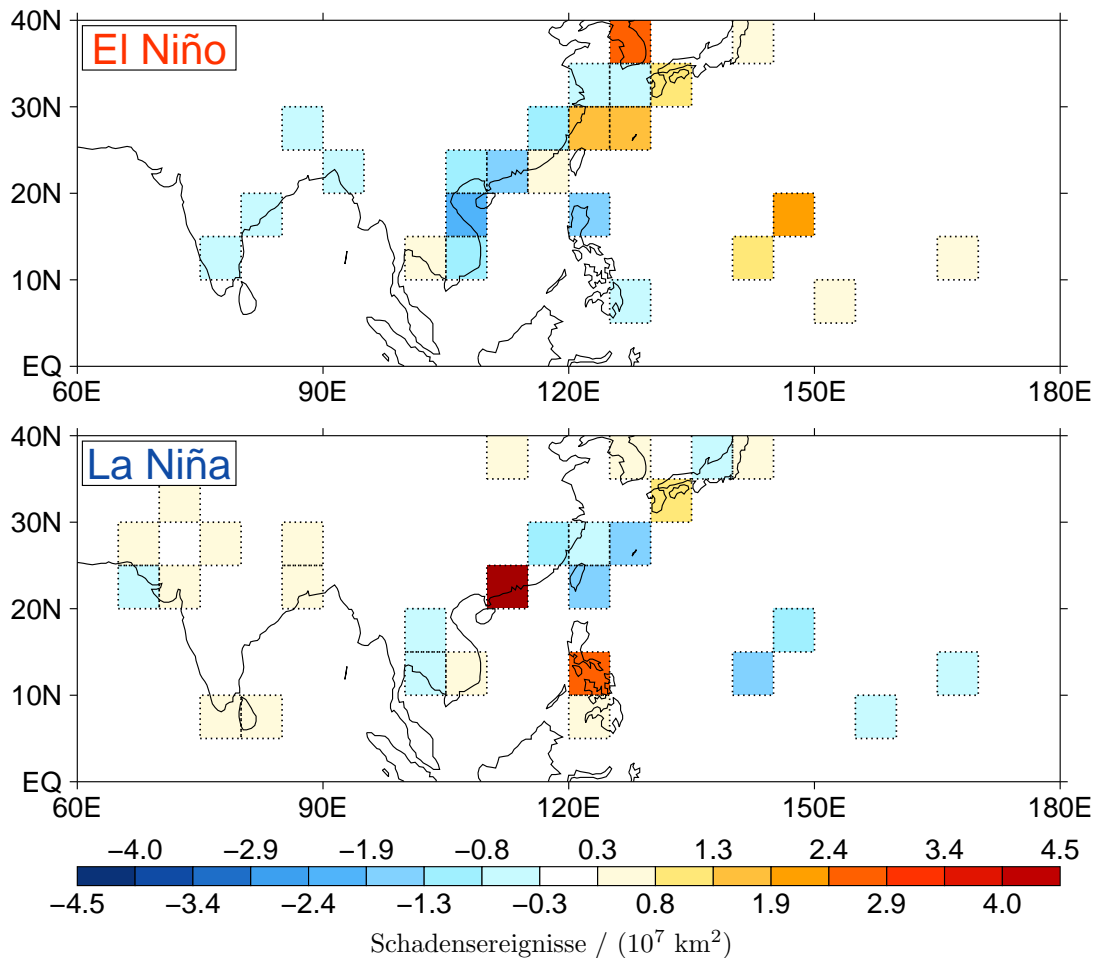 El Niño
40N
30N
20N
10N
EQ
60E 90E 120E 150E 180E
La Niña
40N
30N
20N
10N
EQ
60E 90E 120E 150E 180E
−4.0 −2.9 −1.9 −0.8 0.3 1.3 2.4 3.4 4.5
−4.5 −3.4 −2.4 −1.3 −0.3 0.8 1.9 2.9 4.0
Schadensereignisse / (10⁷ km²)